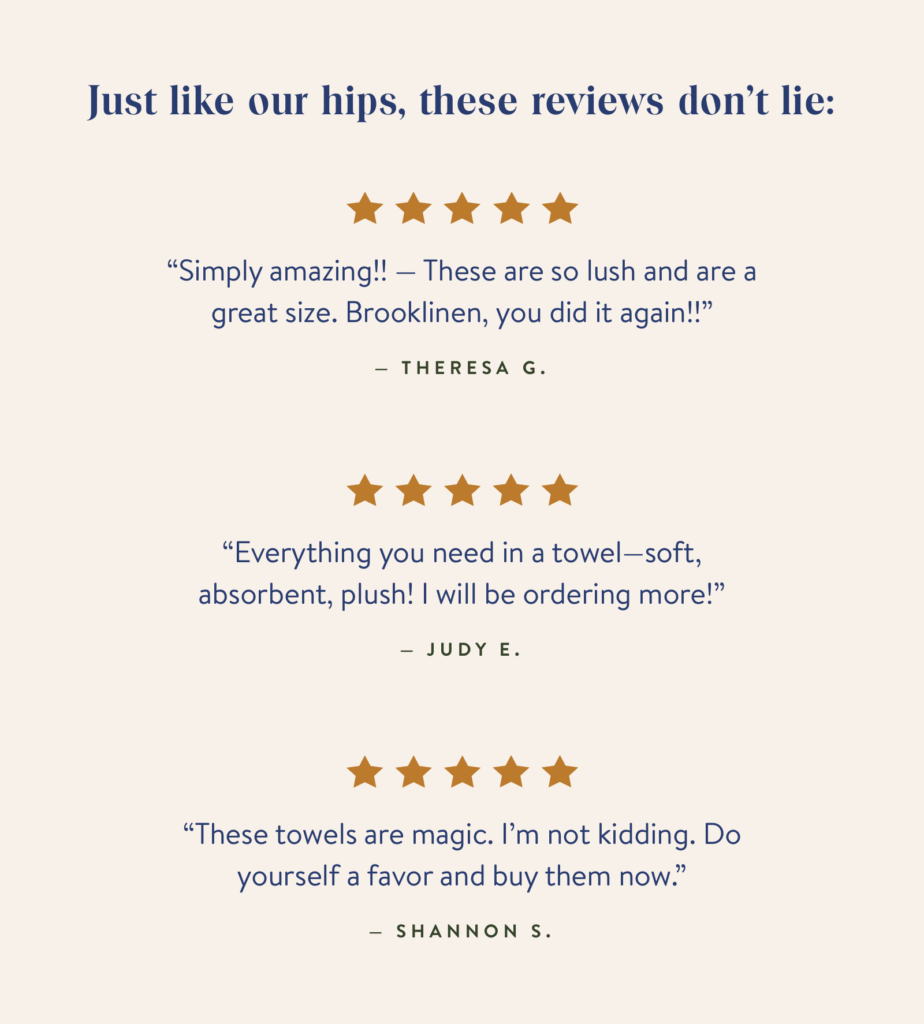 Just like our hips, these reviews don’t lie:
“Simply amazing!! — These are so lush and are a
great size. Brooklinen, you did it again!!”
— THERESA G.
“Everything you need in a towel—soft,
absorbent, plush! I will be ordering more!”
— JUDY E.
“These towels are magic. I’m not kidding. Do
yourself a favor and buy them now.”
— SHANNON S.